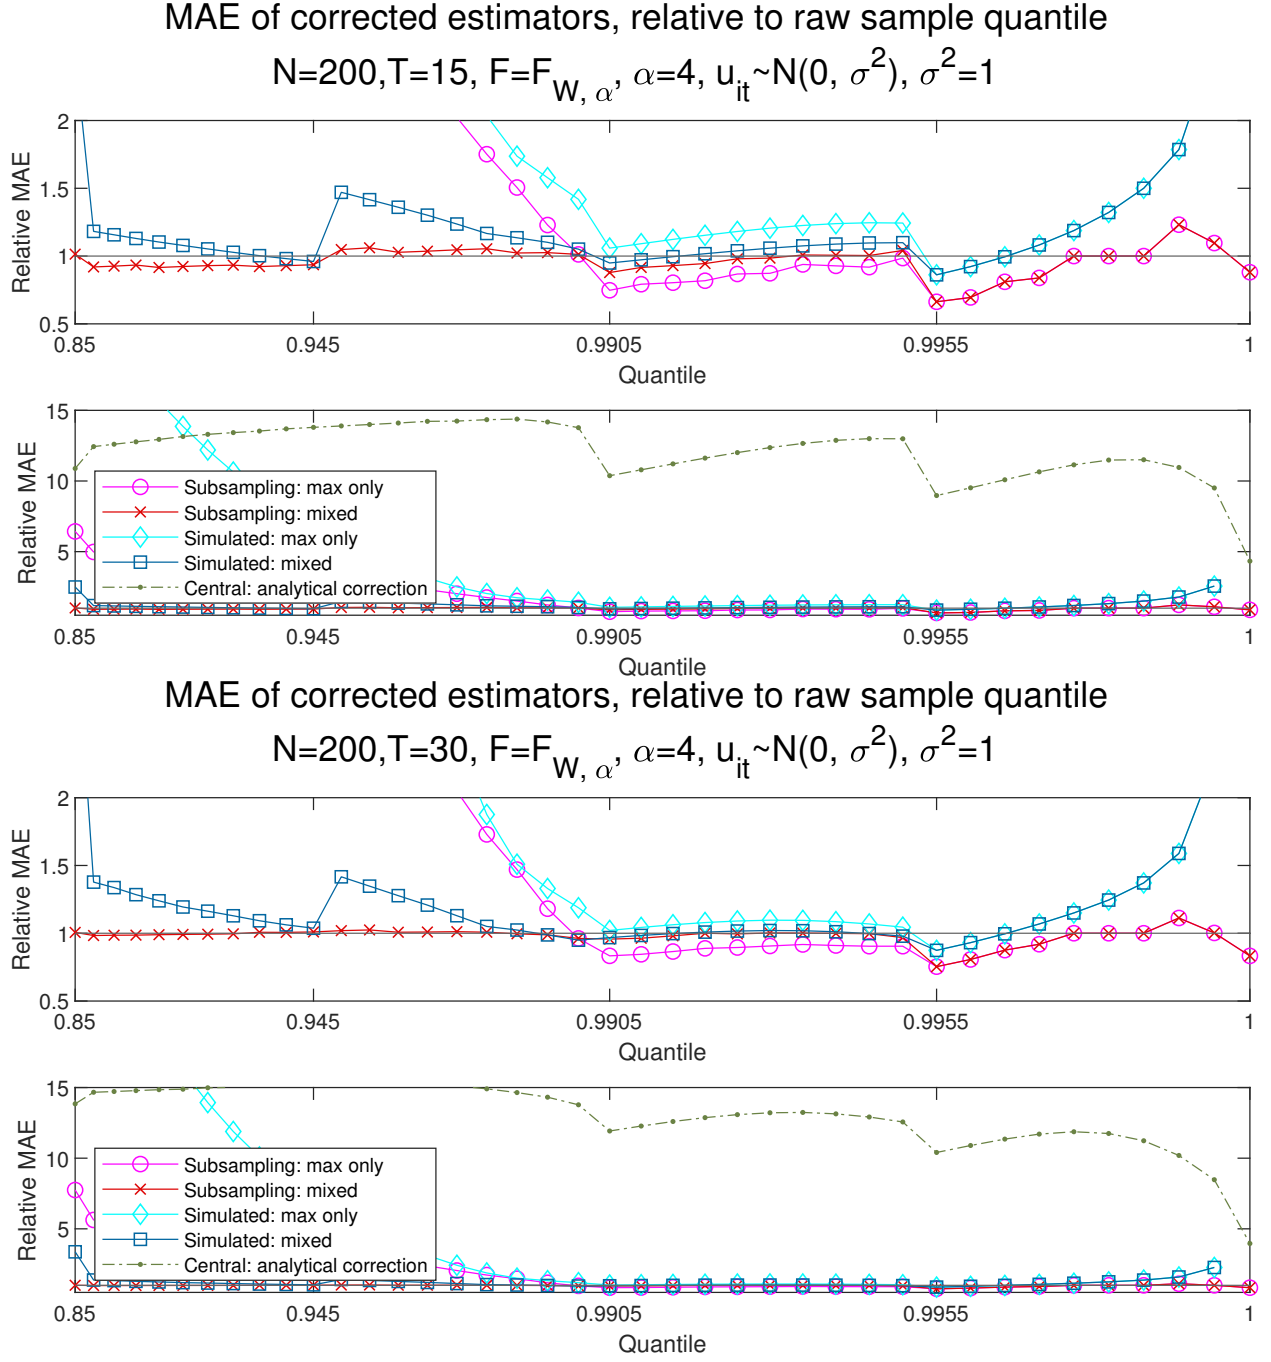 MAE of corrected estimators, relative to raw sample quantile
N=200,T=15, F=F_{W, α}, α=4, u_{it}~N(0, σ^2), σ^2=1
2
1.5
1
0.5
Relative MAE
0.85
0.945
0.9905
0.9955
1
Quantile
15
10
5
Relative MAE
Subsampling: max only
Subsampling: mixed
Simulated: max only
Simulated: mixed
Central: analytical correction
0.85
0.945
0.9905
0.9955
1
Quantile
MAE of corrected estimators, relative to raw sample quantile
N=200,T=30, F=F_{W, α}, α=4, u_{it}~N(0, σ^2), σ^2=1
2
1.5
1
0.5
Relative MAE
0.85
0.945
0.9905
0.9955
1
Quantile
15
10
5
Relative MAE
Subsampling: max only
Subsampling: mixed
Simulated: max only
Simulated: mixed
Central: analytical correction
0.85
0.945
0.9905
0.9955
1
Quantile